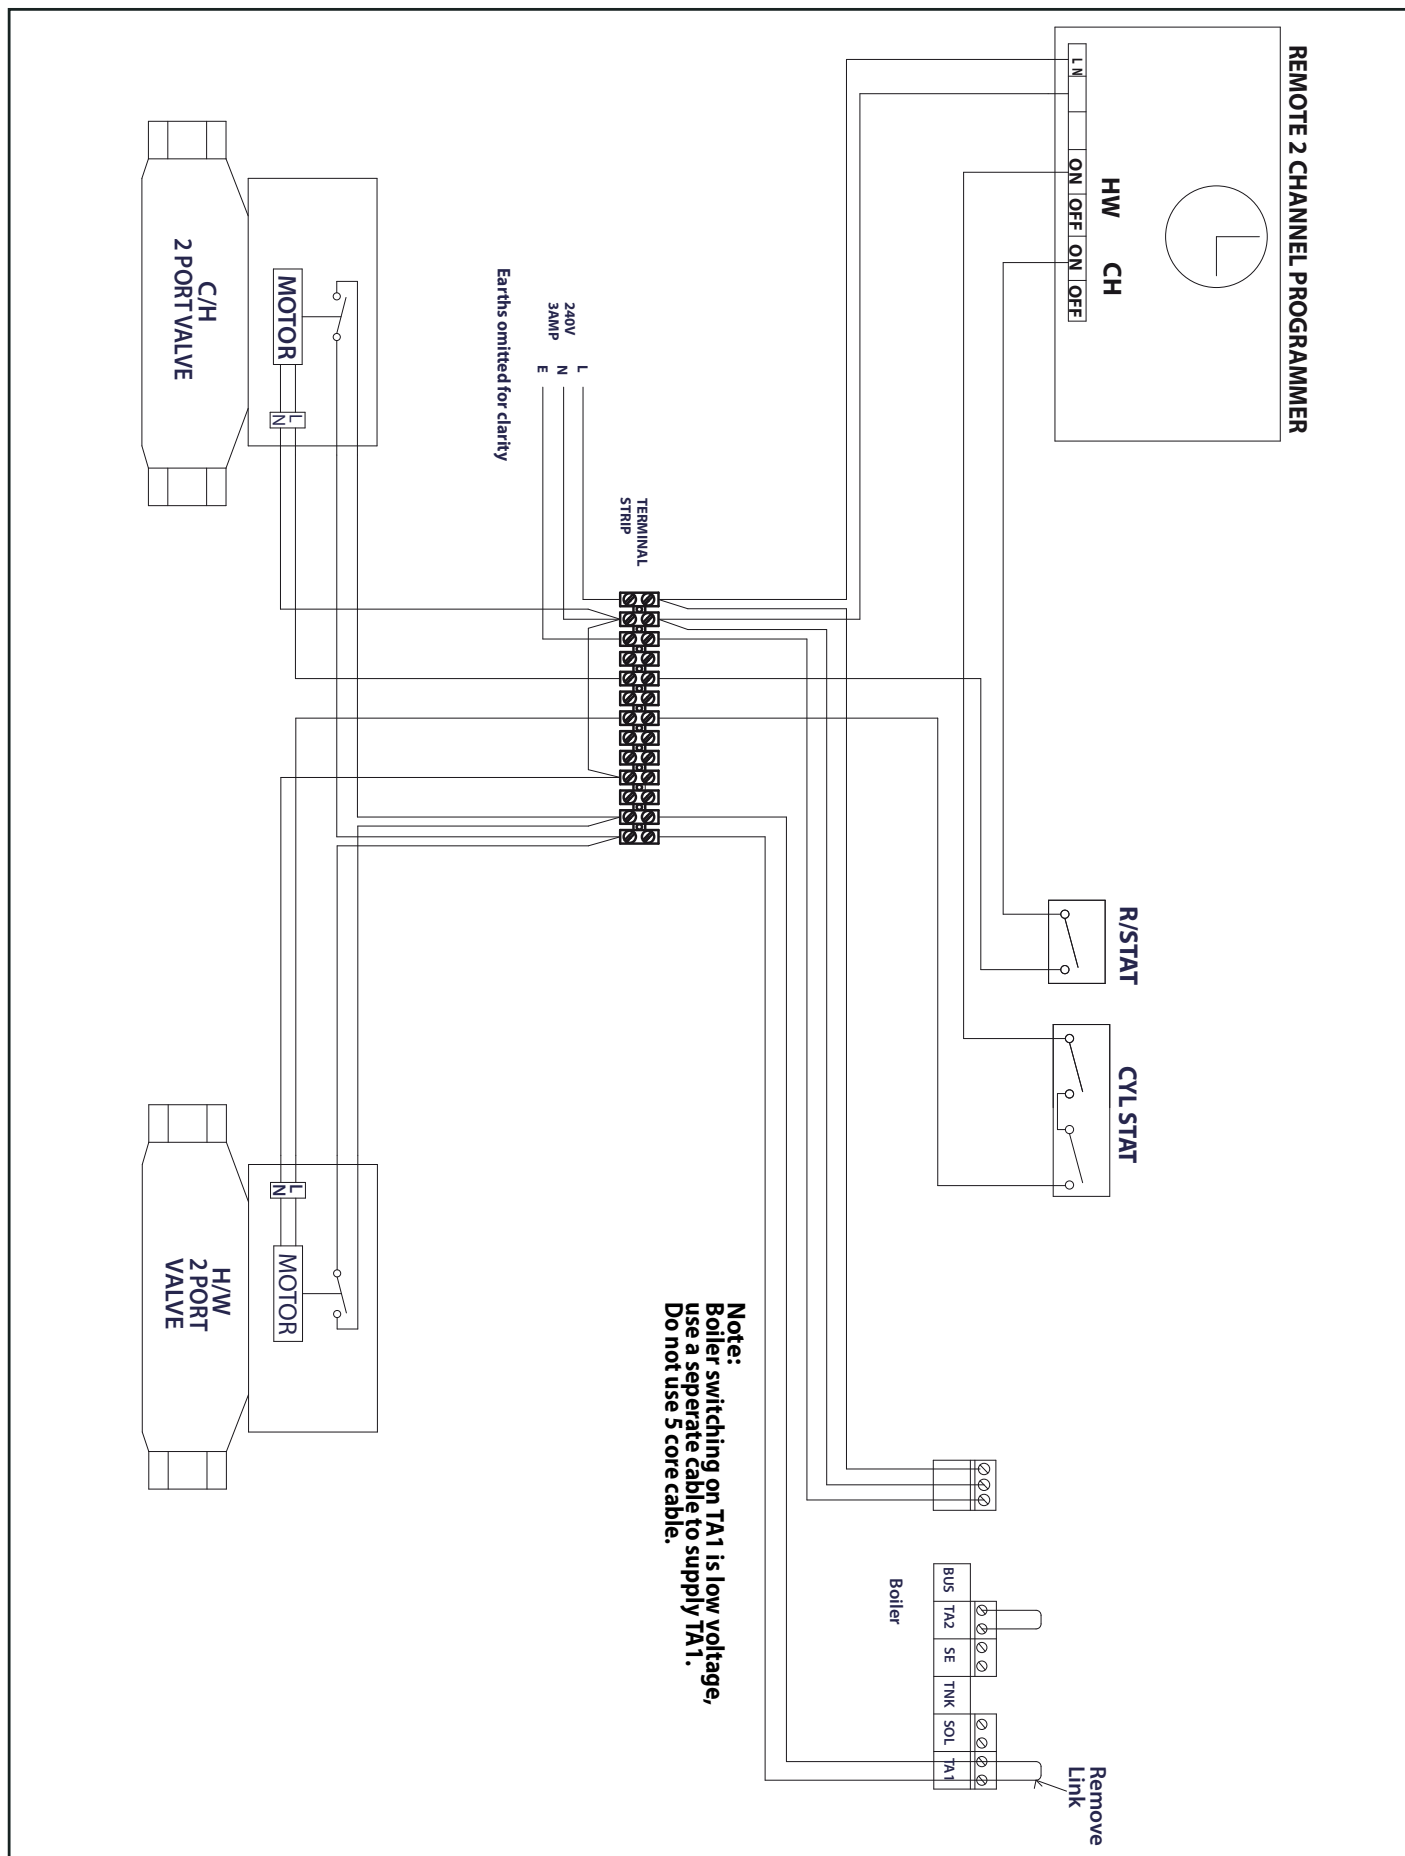 REMOTE 2 CHANNEL PROGRAMMER
L N
ON
OFF
ON
OFF
HW
CH
R/STAT
CYL STAT
Remove
Link
BUS
TA2
SE
TNK
SOL
TA1
Boiler
Note:
Boiler switching on TA1 is low voltage,
use a seperate cable to supply TA1.
Do not use 5 core cable.
TERMINAL
STRIP
240V
3AMP
L
N
E
Earths omitted for clarity
MOTOR
L
N
C/H
2 PORT VALVE
L
N
MOTOR
H/W
2 PORT
VALVE